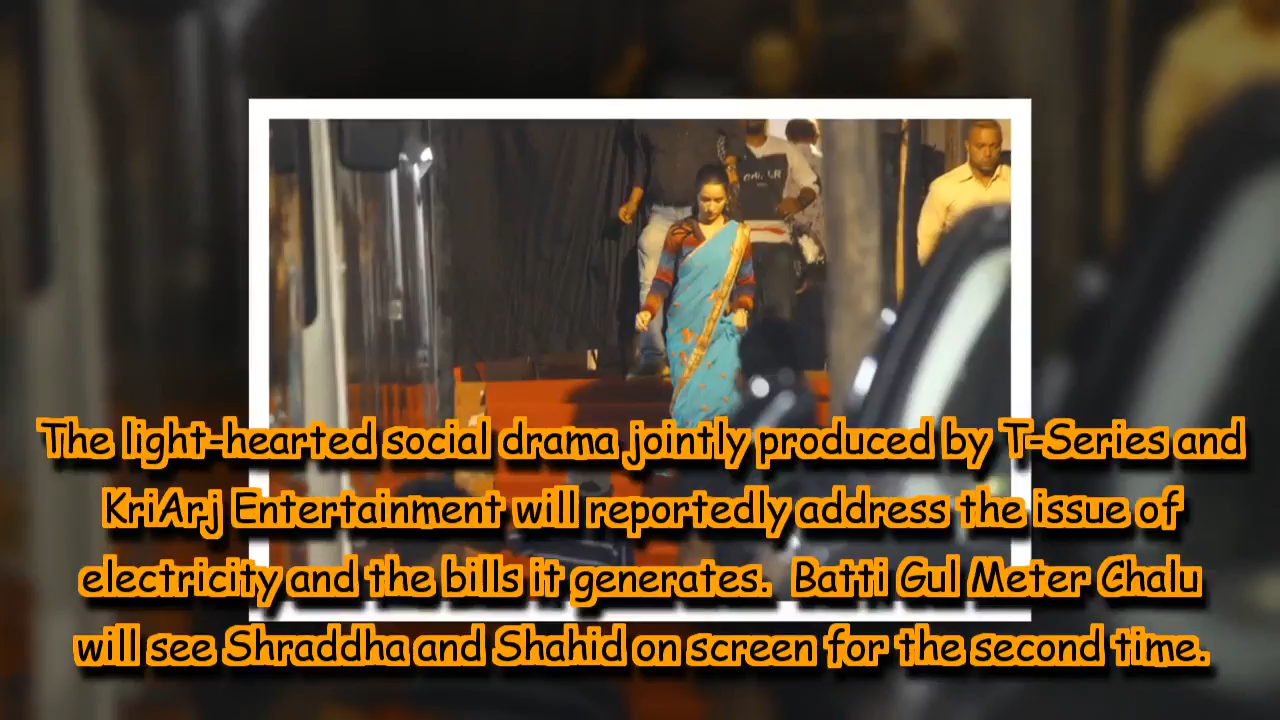 The light-hearted social drama jointly produced by T-Series and
KriArj Entertainment will reportedly address the issue of
electricity and the bills it generates. Batti Gul Meter Chalu
will see Shraddha and Shahid on screen for the second time.